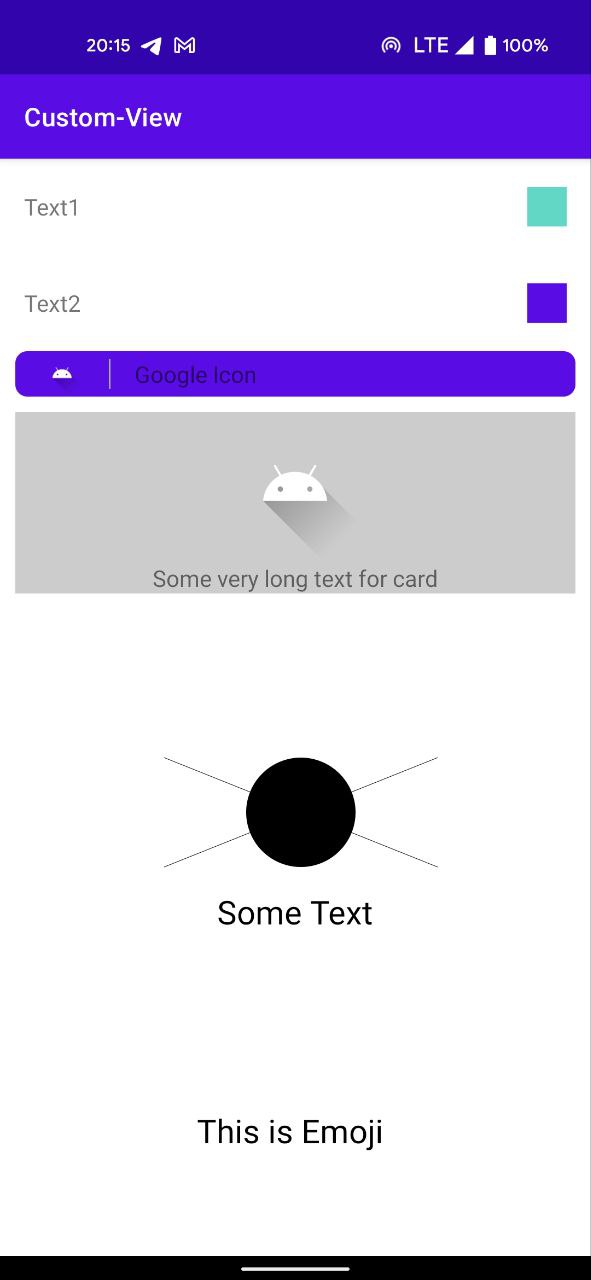 20:15 LTE 100%
Custom-View
Text1
Text2
Google Icon
Some very long text for card
Some Text
This is Emoji